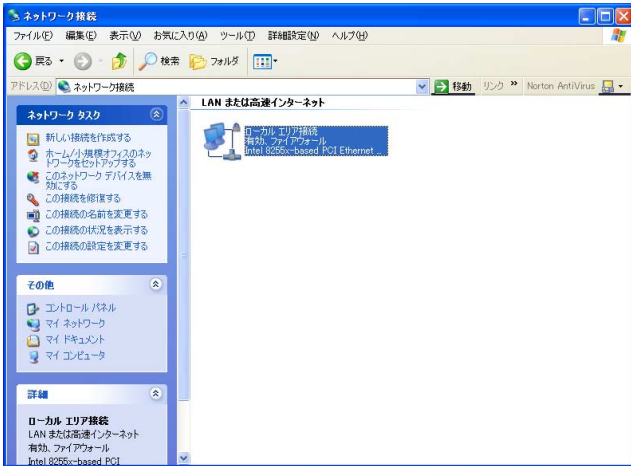 ネットワーク接続
ファイル(F) 編集(E) 表示(V) お気に入り(A) ツール(T) 詳細設定(N) ヘルプ(H)
戻る 検索 フォルダ
アドレス(D) ネットワーク接続 移動 リンク » Norton AntiVirus
ネットワーク タスク
新しい接続を作成する
ホーム/小規模オフィスのネッ
トワークをセットアップする
このネットワーク デバイスを無
効にする
この接続を修復する
この接続の名前を変更する
この接続の状況を表示する
この接続の設定を変更する
その他
コントロール パネル
マイ ネットワーク
マイ ドキュメント
マイ コンピュータ
詳細
ローカル エリア接続
LAN または高速インターネット
有効、ファイアウォール
Intel 8255x-based PCI
LAN または高速インターネット
ローカル エリア接続
有効、ファイアウォール
Intel 8255x-based PCI Ethernet ...